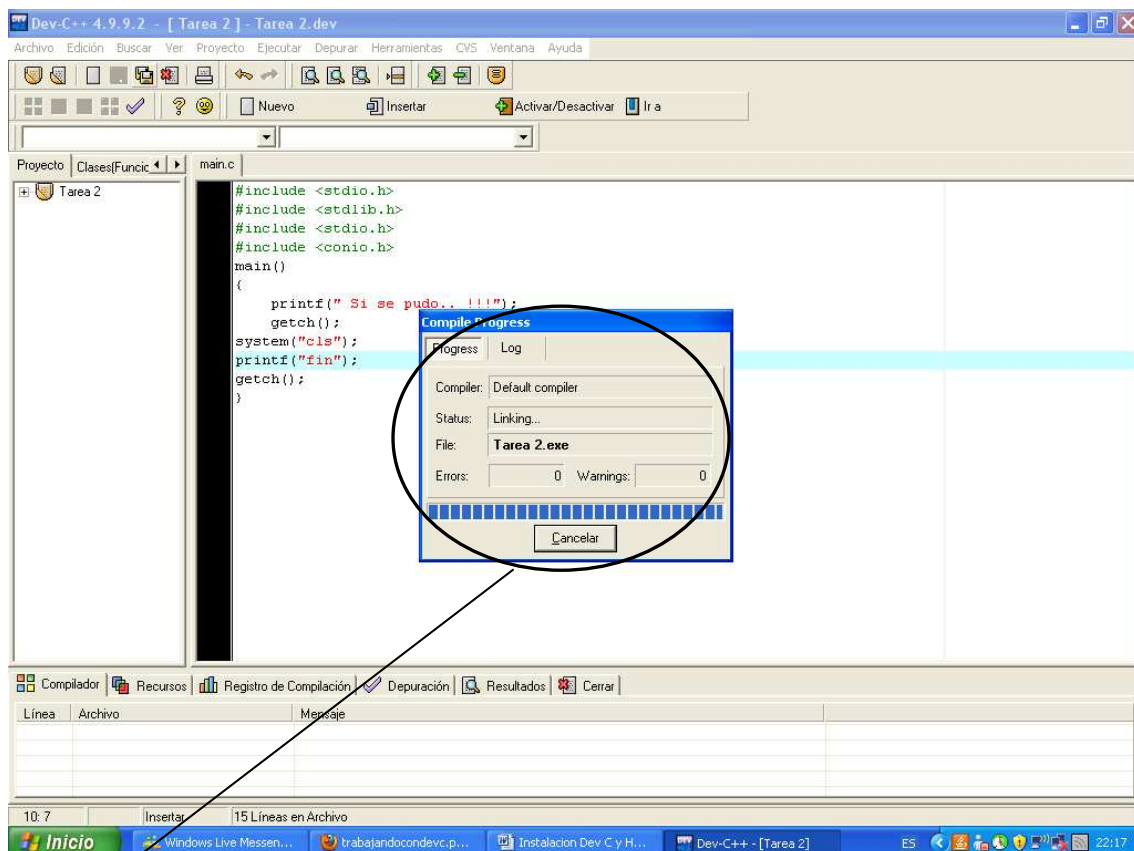 Dev-C++ 4.9.9.2 - [ Tarea 2 ] - Tarea 2.dev
Archivo Edición Buscar Ver Proyecto Ejecutar Depurar Herramientas CVS Ventana Ayuda
Nuevo Insertar Activar/Desactivar Ir a
Proyecto Clases(Funcic main.c
Tarea 2
#include <stdio.h>
#include <stdlib.h>
#include <stdio.h>
#include <conio.h>
main()
{
printf(" Si se pudo.. !!!");
getch();
system("cls");
printf("fin");
getch();
}
Compile Progress
Progress Log
Compiler: Default compiler
Status: Linking...
File: Tarea 2.exe
Errors: 0 Warnings: 0
Cancelar
Compilador Recursos Registro de Compilación Depuración Resultados Cerrar
Línea Archivo Mensaje
10: 7 Insertar 15 Líneas en Archivo
Inicio Windows Live Messen... trabajandocondevc.p... Instalacion Dev C y H... Dev-C++ - [Tarea 2] ES 22:17